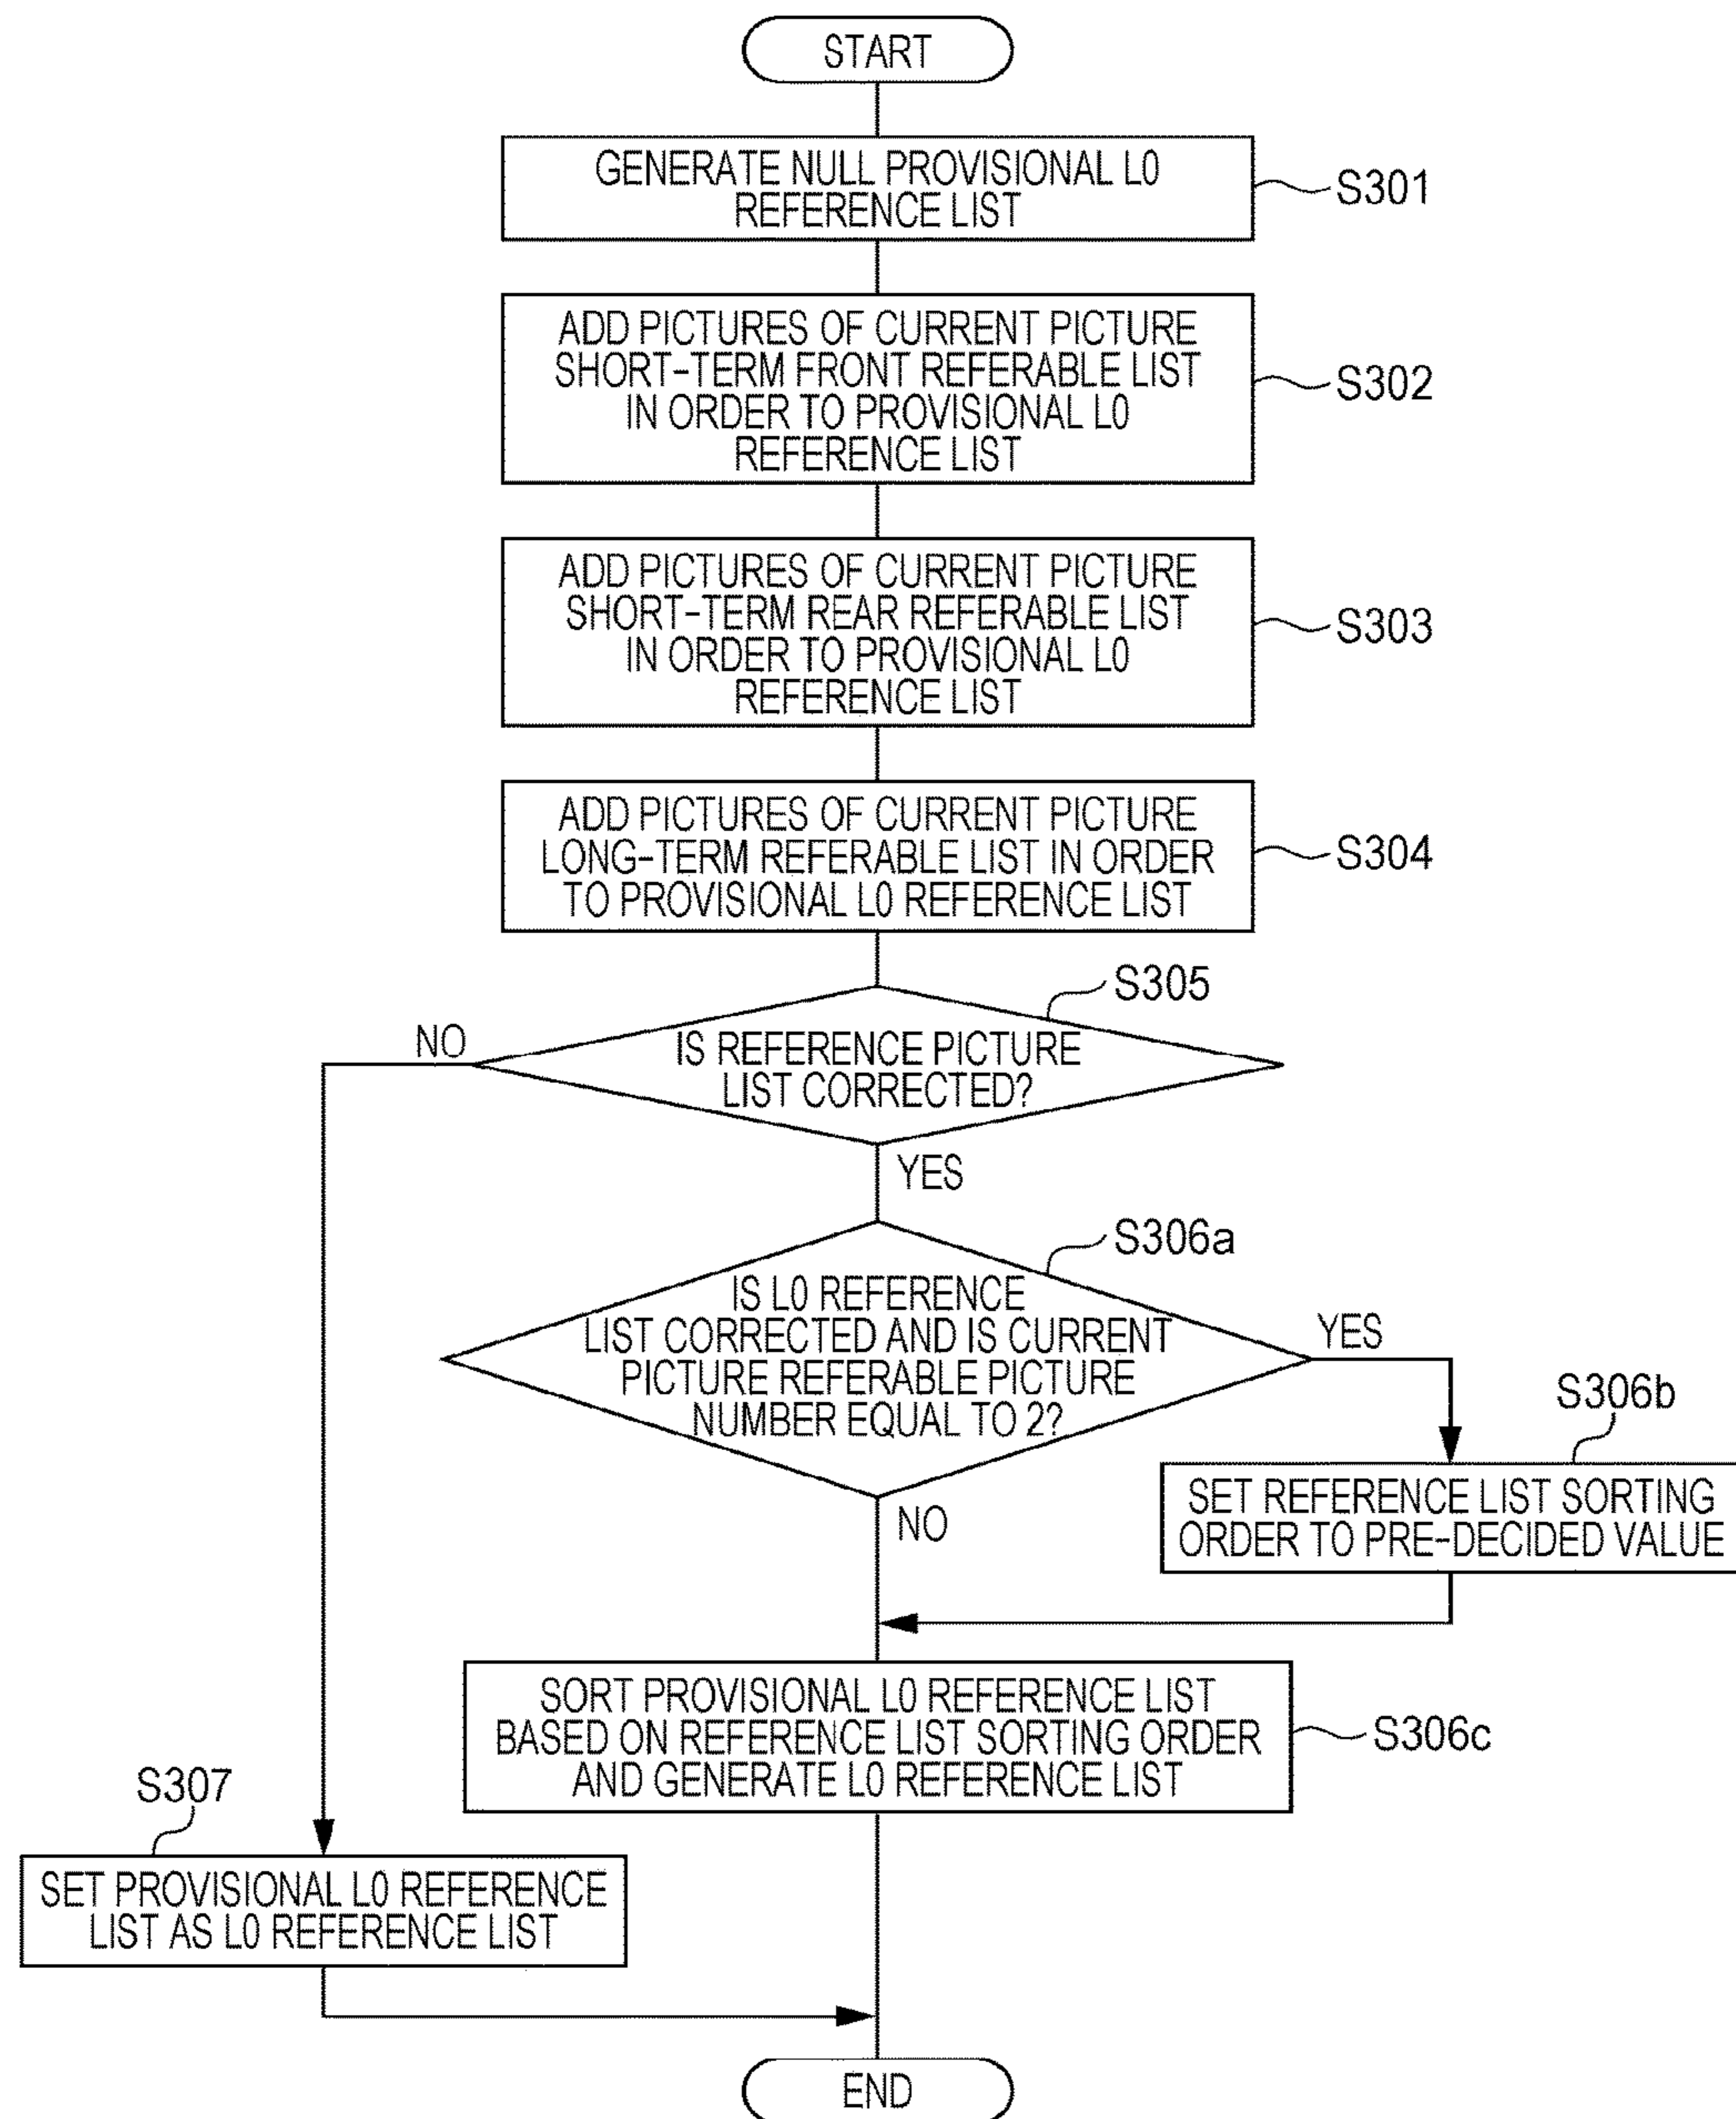 START
GENERATE NULL PROVISIONAL L0
REFERENCE LIST
S301
ADD PICTURES OF CURRENT PICTURE
SHORT-TERM FRONT REFERABLE LIST
IN ORDER TO PROVISIONAL L0
REFERENCE LIST
S302
ADD PICTURES OF CURRENT PICTURE
SHORT-TERM REAR REFERABLE LIST
IN ORDER TO PROVISIONAL L0
REFERENCE LIST
S303
ADD PICTURES OF CURRENT PICTURE
LONG-TERM REFERABLE LIST IN ORDER
TO PROVISIONAL L0 REFERENCE LIST
S304
S305
NO
IS REFERENCE PICTURE
LIST CORRECTED?
YES
S306a
IS L0 REFERENCE
LIST CORRECTED AND IS CURRENT
PICTURE REFERABLE PICTURE
NUMBER EQUAL TO 2?
YES
S306b
SET REFERENCE LIST SORTING
ORDER TO PRE-DECIDED VALUE
NO
SORT PROVISIONAL L0 REFERENCE LIST
BASED ON REFERENCE LIST SORTING ORDER
AND GENERATE L0 REFERENCE LIST
S306c
S307
SET PROVISIONAL L0 REFERENCE
LIST AS L0 REFERENCE LIST
END